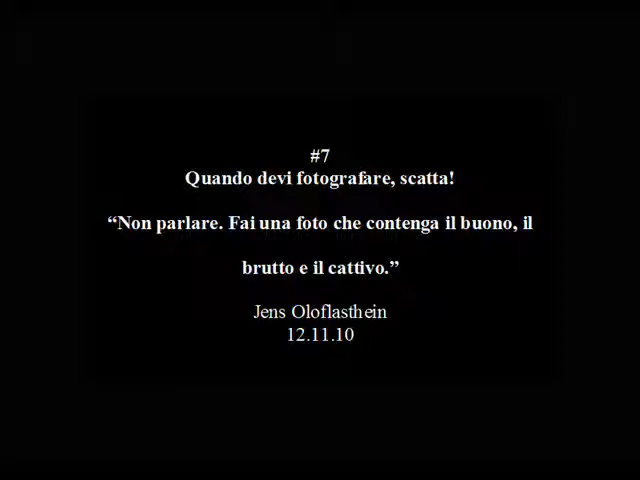 #7
Quando devi fotografare, scatta!
“Non parlare. Fai una foto che contenga il buono, il
brutto e il cattivo.”
Jens Oloflasthein
12.11.10